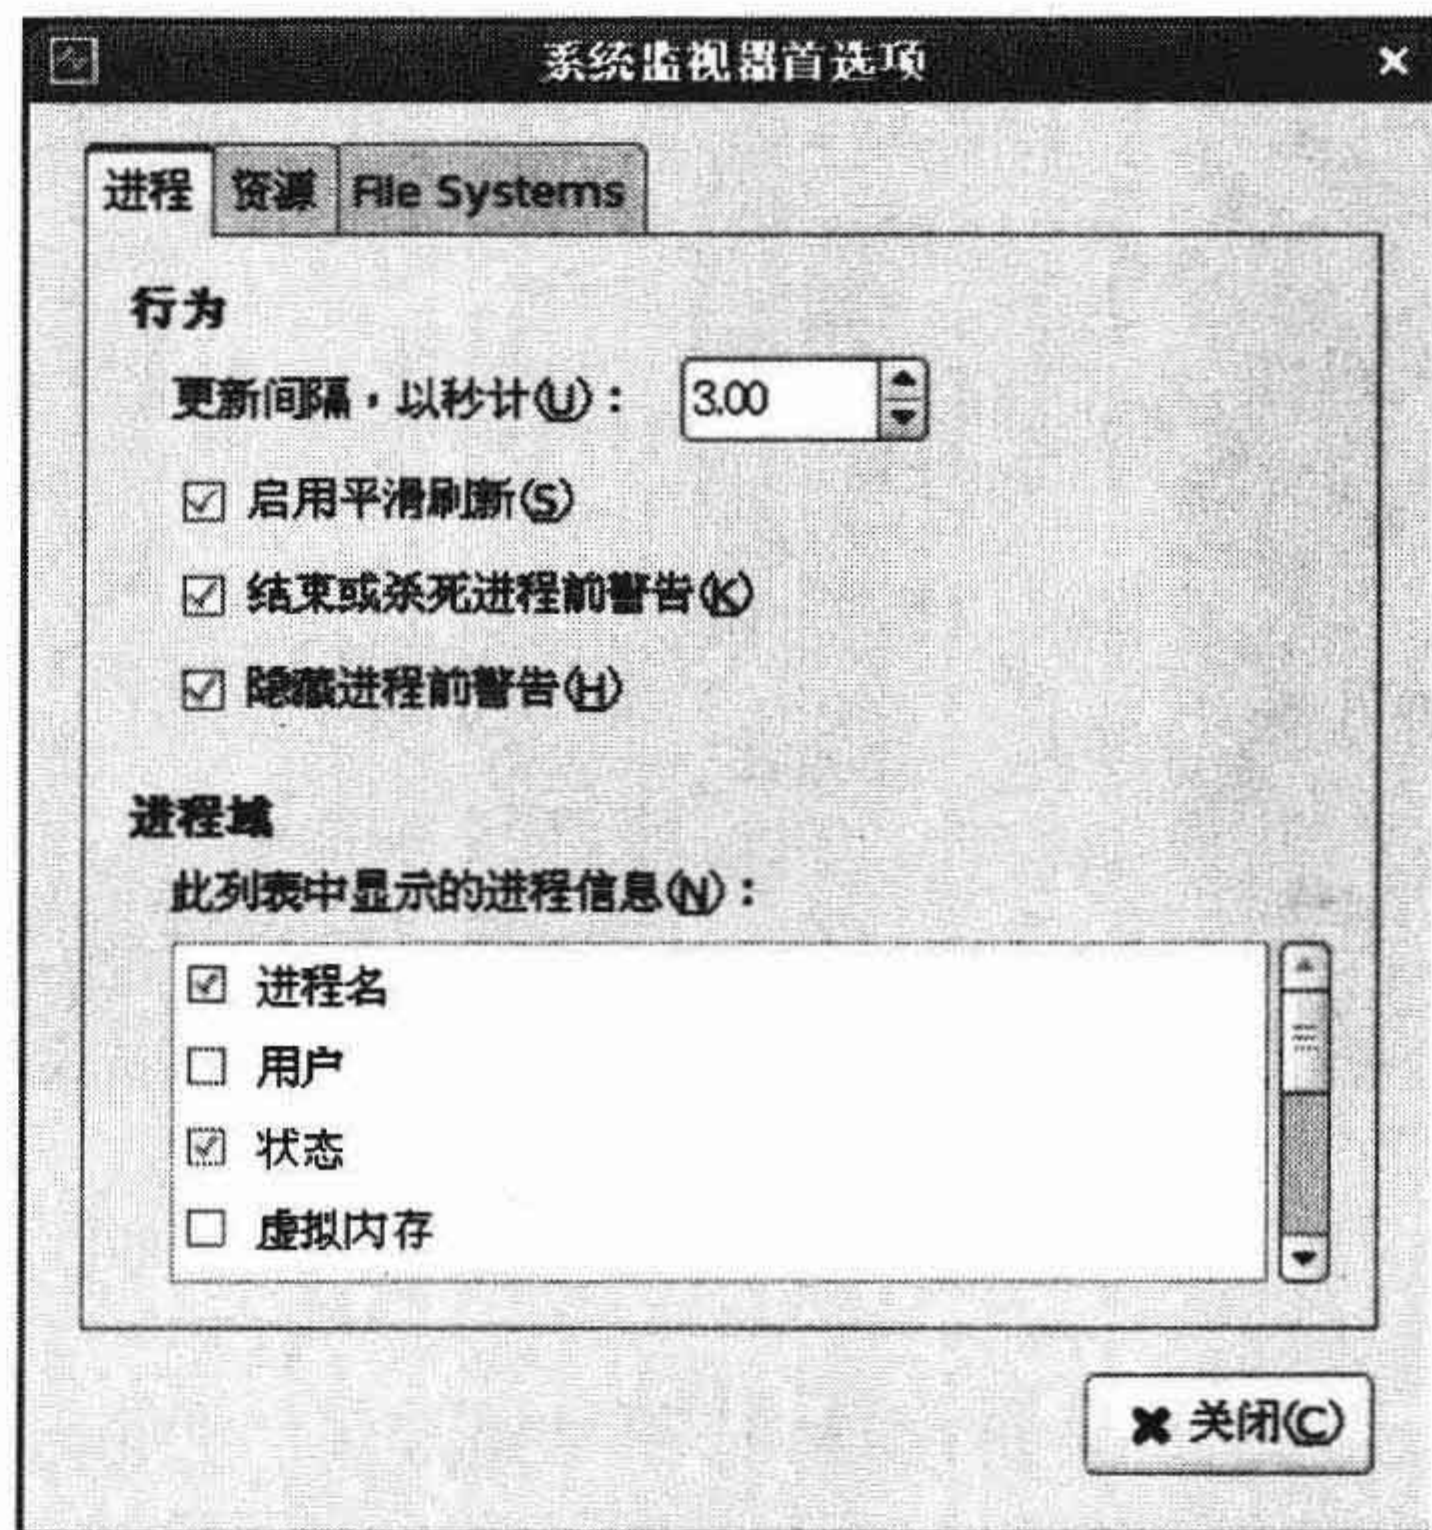 系统监视器首选项
进程 资源 File Systems
行为
更新间隔，以秒计(U)： 3.00
启用平滑刷新(S)
结束或杀死进程前警告(K)
隐藏进程前警告(H)
进程域
此列表中显示的进程信息(N)：
进程名
用户
状态
虚拟内存
关闭(C)